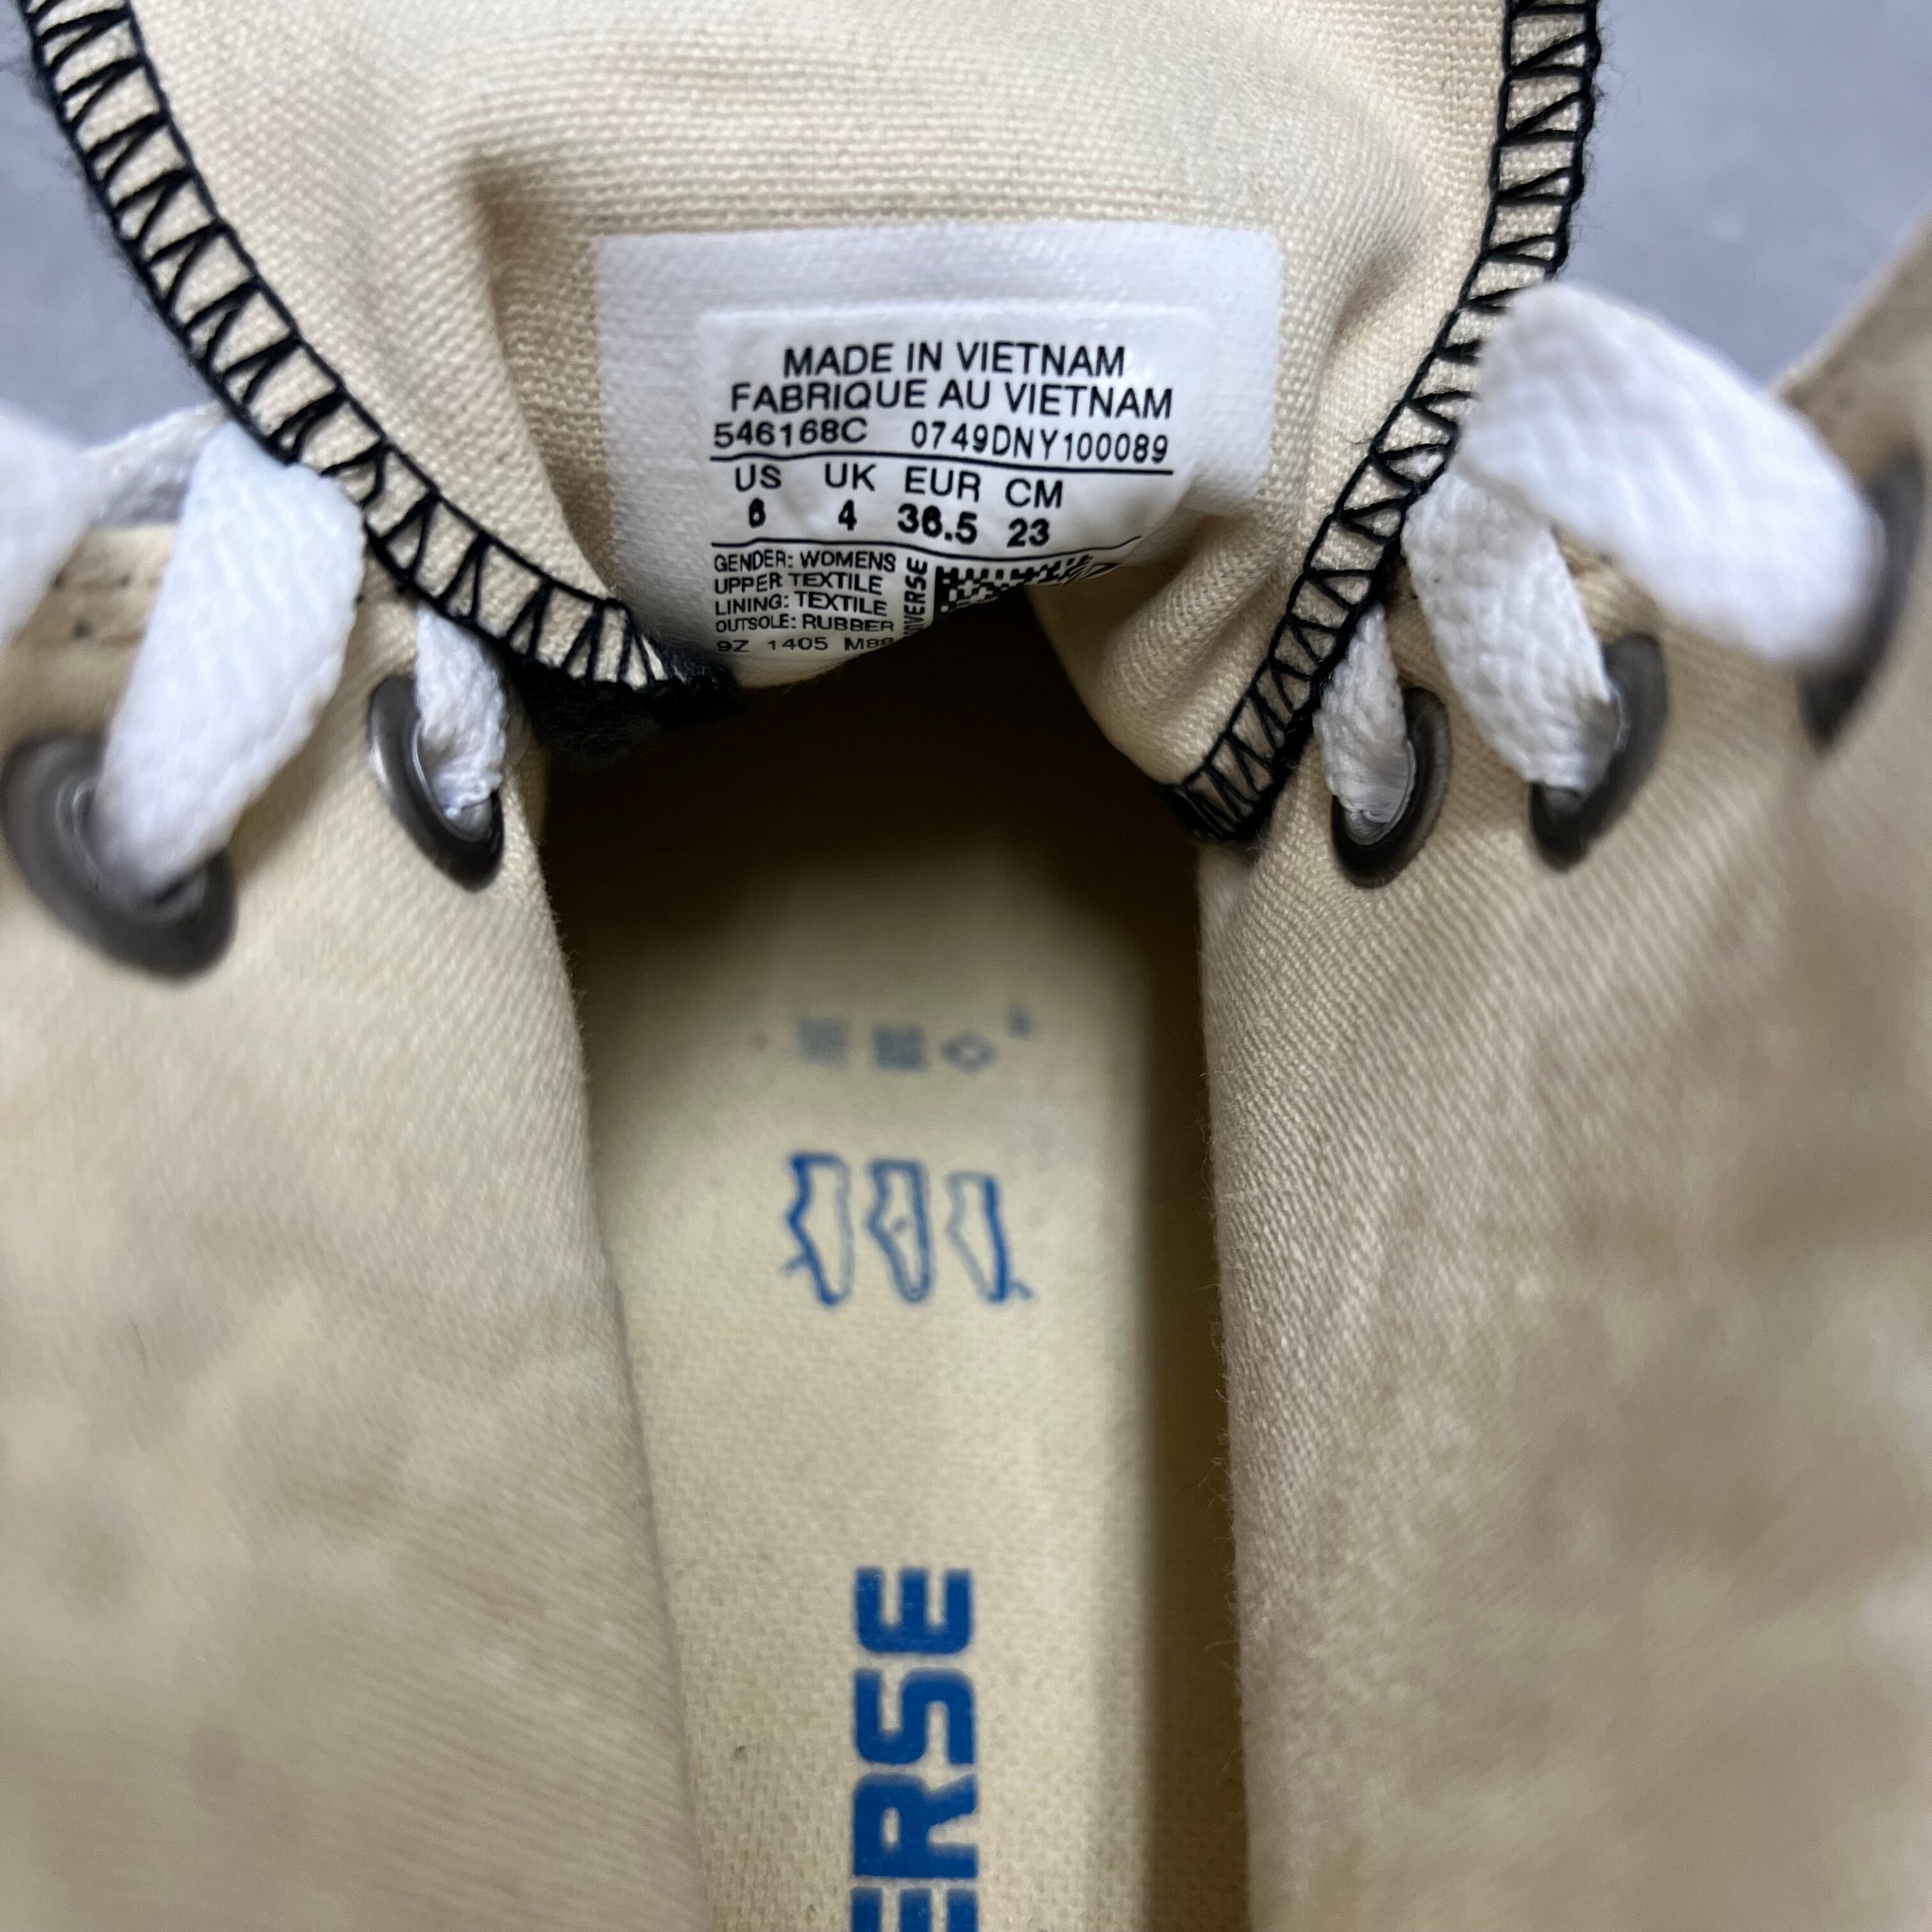 MADE IN VIETNAM
FABRIQUE AU VIETNAM
546168C 0749DNY100089
US UK EUR CM
6 4 36.5 23
GENDER: WOMENS
UPPER TEXTILE
LINING: TEXTILE
OUTSOLE: RUBBER
9Z 1405
NVERSE
ERSE